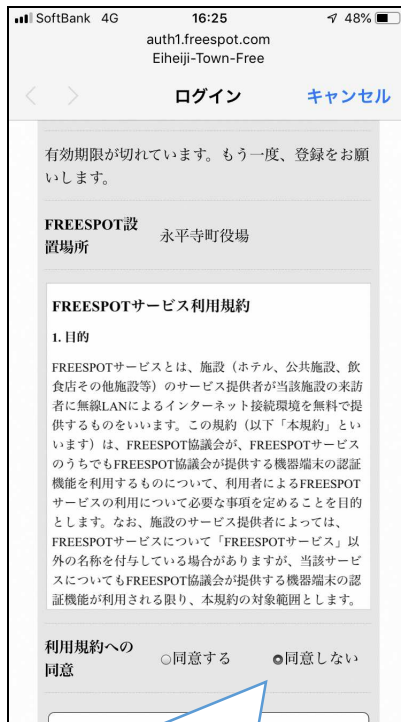 SoftBank 4G 16:25 48%
auth1.freespot.com
Eiheiji-Town-Free
ログイン キャンセル
有効期限が切れています。もう一度、登録をお願
いします。
FREESPOT設
置場所
永平寺町役場
FREESPOTサービス利用規約
1. 目的
FREESPOTサービスとは、施設（ホテル、公共施設、飲
食店その他施設等）のサービス提供者が当該施設の来訪
者に無線LANによるインターネット接続環境を無料で提
供するものをいいます。この規約（以下「本規約」とい
います）は、FREESPOT協議会が、FREESPOTサービス
のうちでもFREESPOT協議会が提供する機器端末の認証
機能を利用するものについて、利用者によるFREESPOT
サービスの利用について必要な事項を定めることを目的
とします。なお、施設のサービス提供者によっては、
FREESPOTサービスについて「FREESPOTサービス」以
外の名称を付与している場合がありますが、当該サービ
スについてもFREESPOT協議会が提供する機器端末の認
証機能が利用される限り、本規約の対象範囲とします。
利用規約への
同意
○同意する ◉同意しない